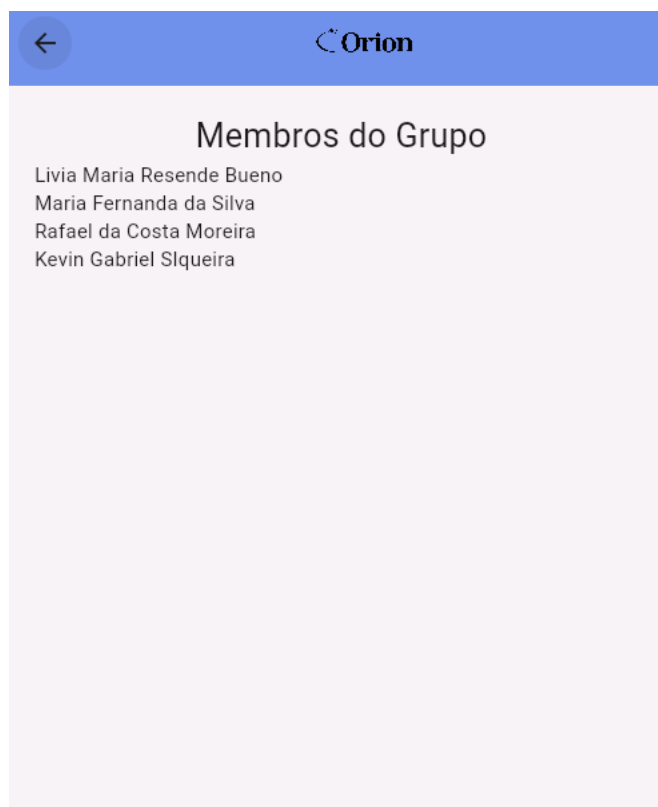 Orion
Membros do Grupo
Livia Maria Resende Bueno
Maria Fernanda da Silva
Rafael da Costa Moreira
Kevin Gabriel SIqueira